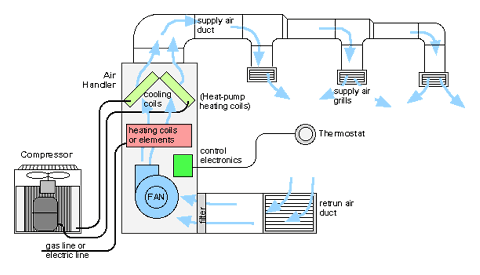 supply air
duct
Air
Handler
cooling
coils
(Heat-pump
heating coils)
supply air
grills
heating coils
or elements
Thermostat
control
electronics
Compressor
FAN
filter
retrun air
duct
gas line or
electric line